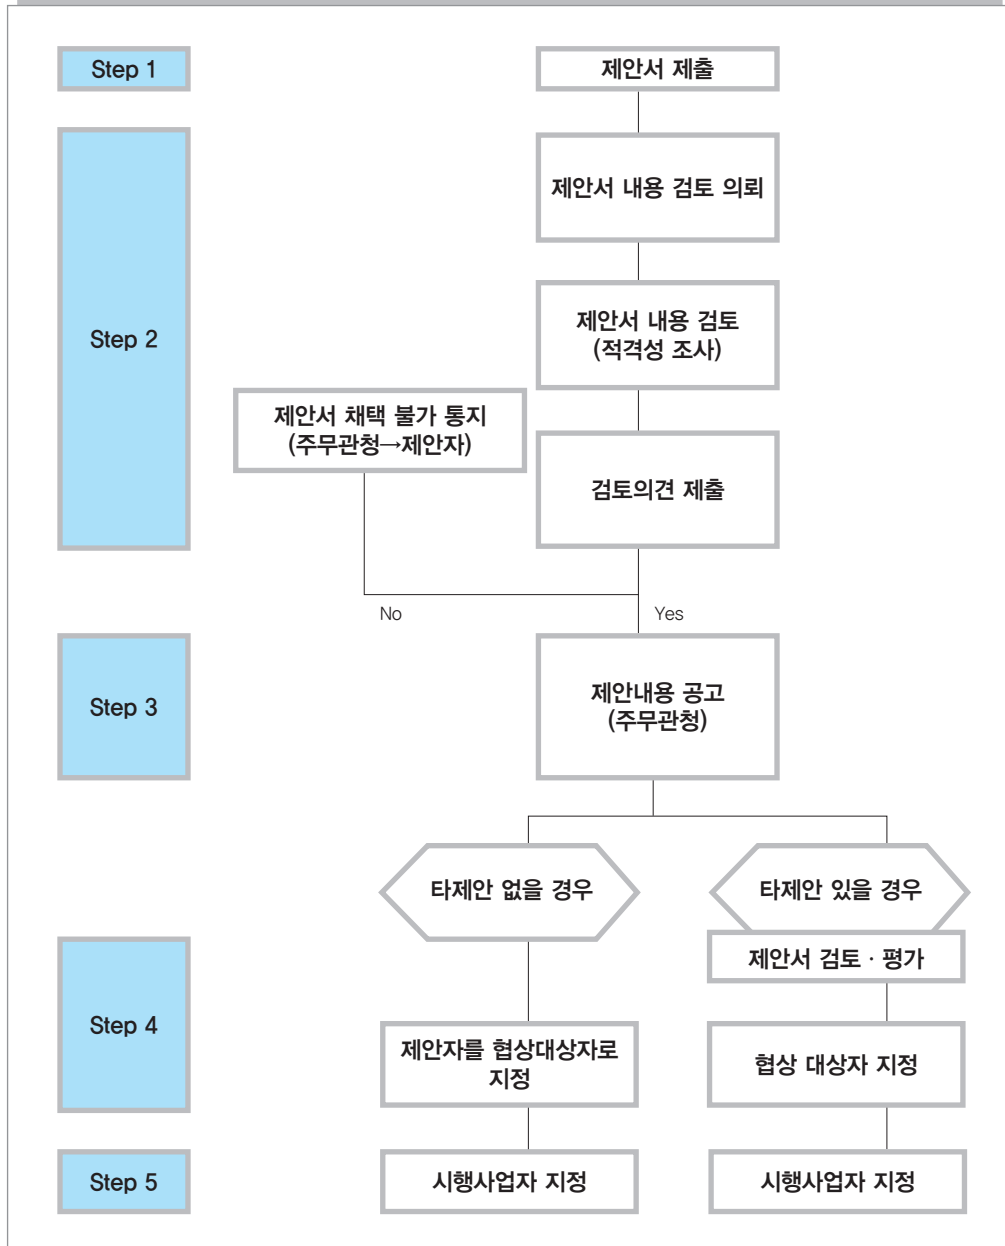 Step 1
제안서 제출
제안서 내용 검토 의뢰
Step 2
제안서 내용 검토
(적격성 조사)
제안서 채택 불가 통지
(주무관청→제안자)
검토의견 제출
No
Yes
Step 3
제안내용 공고
(주무관청)
타제안 없을 경우
타제안 있을 경우
제안서 검토 · 평가
Step 4
제안자를 협상대상자로
지정
협상 대상자 지정
Step 5
시행사업자 지정
시행사업자 지정